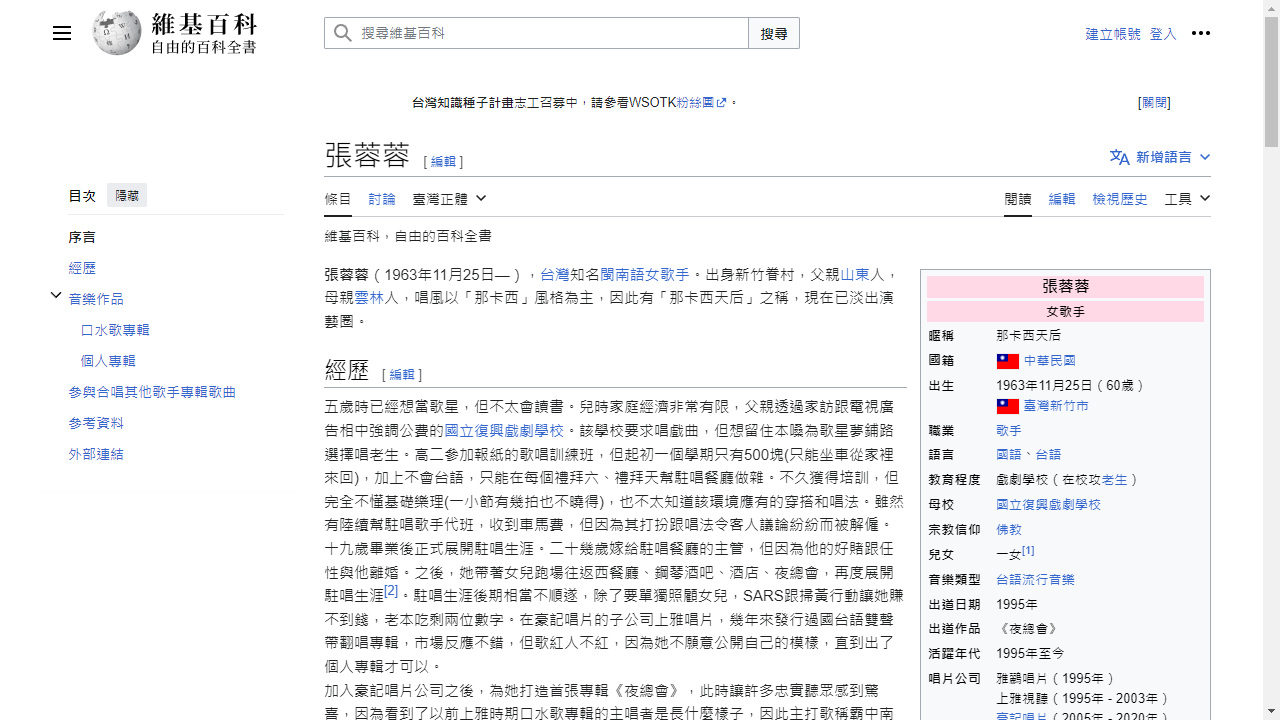 維基百科
自由的百科全書
搜尋維基百科
搜尋
建立帳號 登入
台灣知識種子計畫志工召募中，請參看WSOTK粉絲團。
[關閉]
張蓉蓉 [編輯]
新增語言
目次 隱藏
條目 討論 臺灣正體
閱讀 編輯 檢視歷史 工具
序言
經歷
音樂作品
口水歌專輯
個人專輯
參與合唱其他歌手專輯歌曲
參考資料
外部連結
維基百科，自由的百科全書
張蓉蓉（1963年11月25日—），台灣知名閩南語女歌手。出身新竹眷村，父親山東人，
母親雲林人，唱風以「那卡西」風格為主，因此有「那卡西天后」之稱，現在已淡出演
藝圈。
經歷 [編輯]
五歲時已經想當歌星，但不太會讀書。兒時家庭經濟非常有限，父親透過家訪跟電視廣
告相中強調公費的國立復興戲劇學校。該學校要求唱戲曲，但想留住本嗓為歌星夢鋪路
選擇唱老生。高二參加報紙的歌唱訓練班，但起初一個學期只有500塊(只能坐車從家裡
來回)，加上不會台語，只能在每個禮拜六、禮拜天幫駐唱餐廳做雜。不久獲得培訓，但
完全不懂基礎樂理(一小節有幾拍也不曉得)，也不太知道該環境應有的穿搭和唱法。雖然
有陸續幫駐唱歌手代班，收到車馬費，但因為其打扮跟唱法令客人議論紛紛而被解僱。
十九歲畢業後正式展開駐唱生涯。二十幾歲嫁給駐唱餐廳的主管，但因為他的好賭跟任
性與他離婚。之後，她帶著女兒跑場往返西餐廳、鋼琴酒吧、酒店、夜總會，再度展開
駐唱生涯[2]。駐唱生涯後期相當不順遂，除了要單獨照顧女兒，SARS跟掃黃行動讓她賺
不到錢，老本吃剩兩位數字。在豪記唱片的子公司上雅唱片，幾年來發行過國台語雙聲
帶翻唱專輯，市場反應不錯，但歌紅人不紅，因為她不願意公開自己的模樣，直到出了
個人專輯才可以。
加入豪記唱片公司之後，為她打造首張專輯《夜總會》，此時讓許多忠實聽眾感到驚
喜，因為看到了以前上雅時期口水歌專輯的主唱者是長什麼樣子，因此主打歌稱霸中南
張蓉蓉
女歌手
暱稱 那卡西天后
國籍 中華民國
出生 1963年11月25日（60歲）
臺灣新竹市
職業 歌手
語言 國語、台語
教育程度 戲劇學校（在校攻老生）
母校 國立復興戲劇學校
宗教信仰 佛教
兒女 一女[1]
音樂類型 台語流行音樂
出道日期 1995年
出道作品 《夜總會》
活躍年代 1995年至今
唱片公司 雅鸝唱片（1995年）
上雅視聽（1995年 - 2003年）
豪記唱片（2005年 - 2020年）